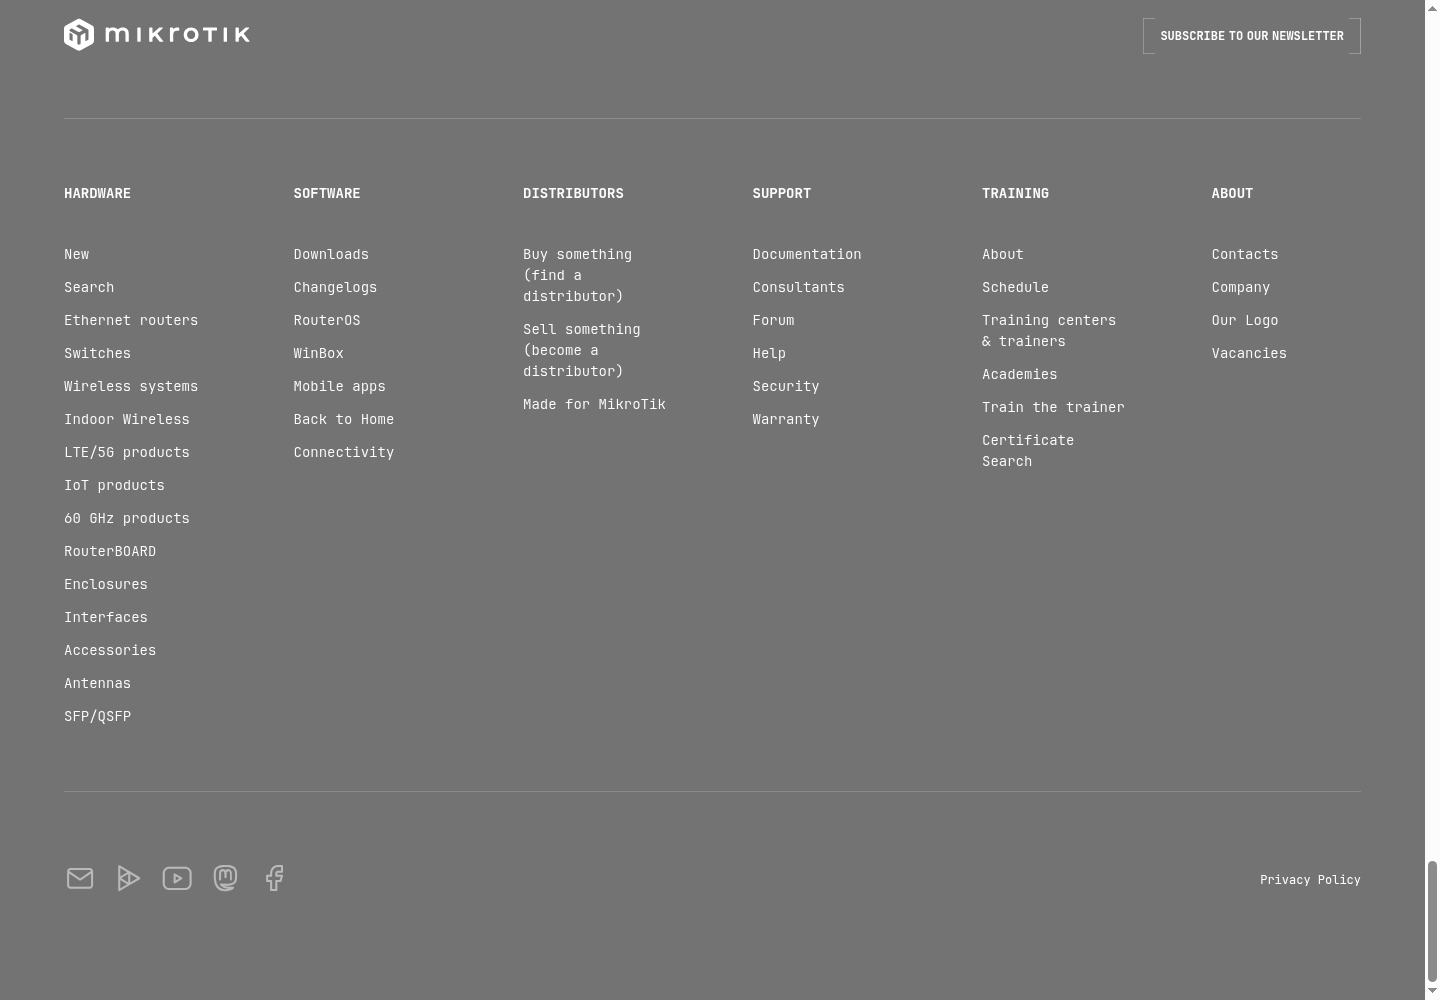 mikrotik
SUBSCRIBE TO OUR NEWSLETTER
HARDWARE
New
Search
Ethernet routers
Switches
Wireless systems
Indoor Wireless
LTE/5G products
IoT products
60 GHz products
RouterBOARD
Enclosures
Interfaces
Accessories
Antennas
SFP/QSFP
SOFTWARE
Downloads
Changelogs
RouterOS
WinBox
Mobile apps
Back to Home
Connectivity
DISTRIBUTORS
Buy something
(find a
distributor)
Sell something
(become a
distributor)
Made for MikroTik
SUPPORT
Documentation
Consultants
Forum
Help
Security
Warranty
TRAINING
About
Schedule
Training centers
& trainers
Academies
Train the trainer
Certificate
Search
ABOUT
Contacts
Company
Our Logo
Vacancies
Privacy Policy